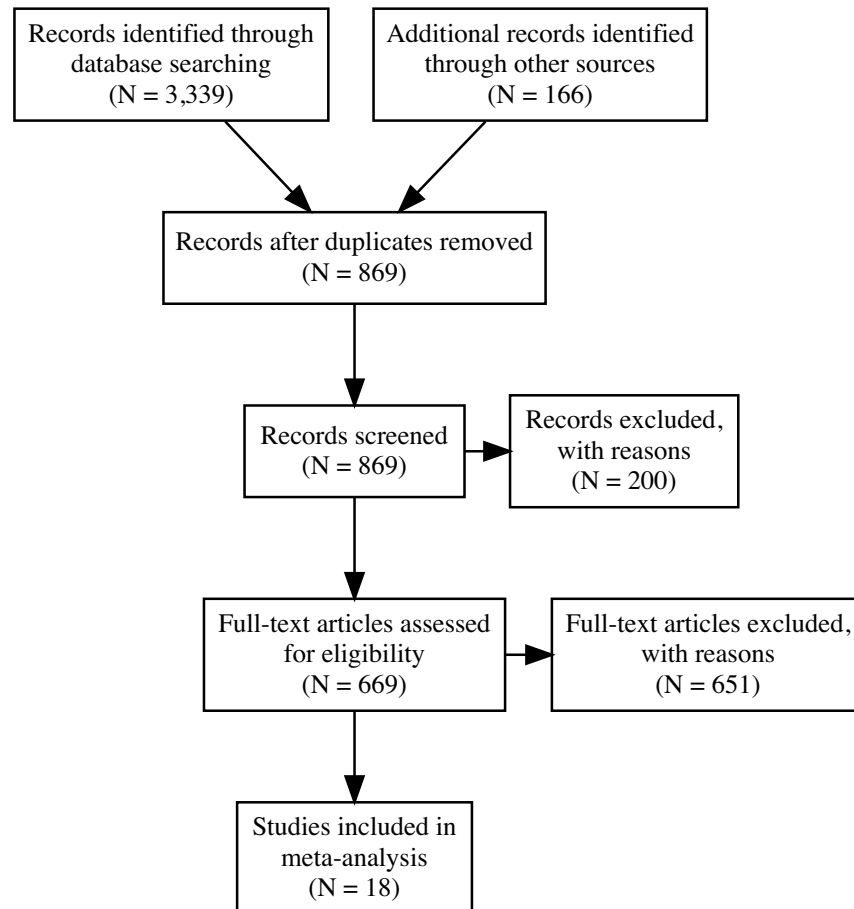 Records identified through
database searching
(N = 3,339)
Additional records identified
through other sources
(N = 166)
Records after duplicates removed
(N = 869)
Records screened
(N = 869)
Records excluded,
with reasons
(N = 200)
Full-text articles assessed
for eligibility
(N = 669)
Full-text articles excluded,
with reasons
(N = 651)
Studies included in
meta-analysis
(N = 18)